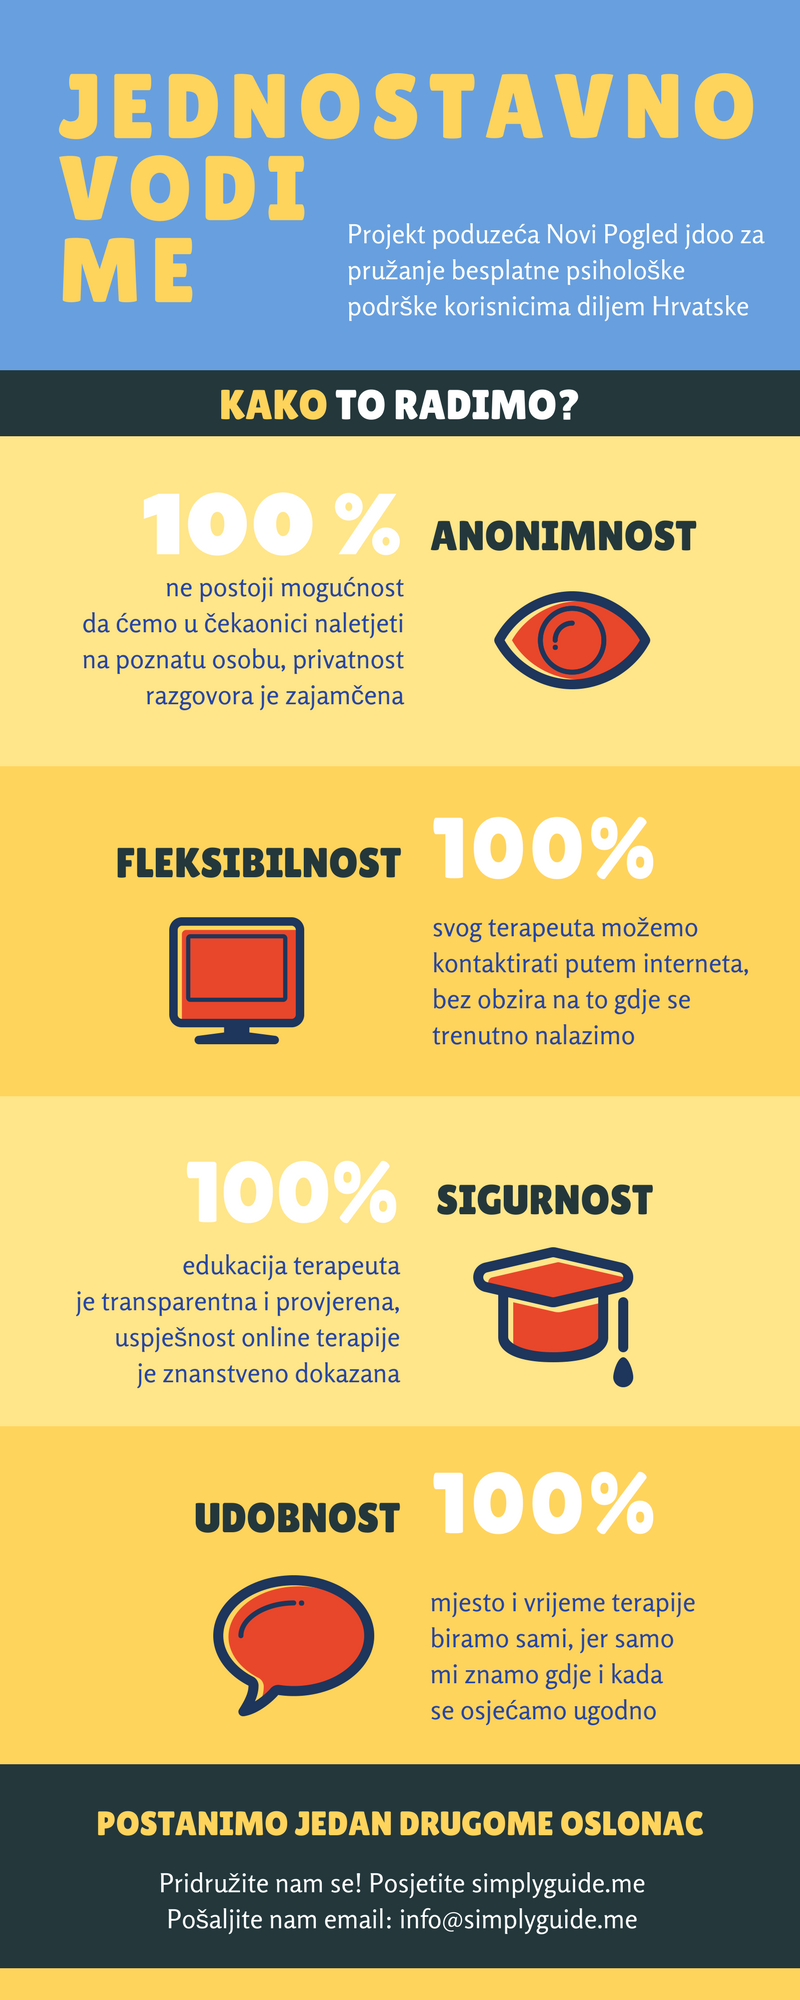 JEDNOSTAVNO
VODI
ME
Projekt poduzeća Novi Pogled jdoo za
pružanje besplatne psihološke
podrške korisnicima diljem Hrvatske
KAKO TO RADIMO?
100 %
ANONIMNOST
ne postoji mogućnost
da ćemo u čekaonici naletjeti
na poznatu osobu, privatnost
razgovora je zajamčena
FLEKSIBILNOST
100%
svog terapeuta možemo
kontaktirati putem interneta,
bez obzira na to gdje se
trenutno nalazimo
100%
SIGURNOST
edukacija terapeuta
je transparentna i provjerena,
uspješnost online terapije
je znanstveno dokazana
UDOBNOST
100%
mjesto i vrijeme terapije
biramo sami, jer samo
mi znamo gdje i kada
se osjećamo ugodno
POSTANIMO JEDAN DRUGOME OSLONAC
Pridružite nam se! Posjetite simplyguide.me
Pošaljite nam email: info@simplyguide.me